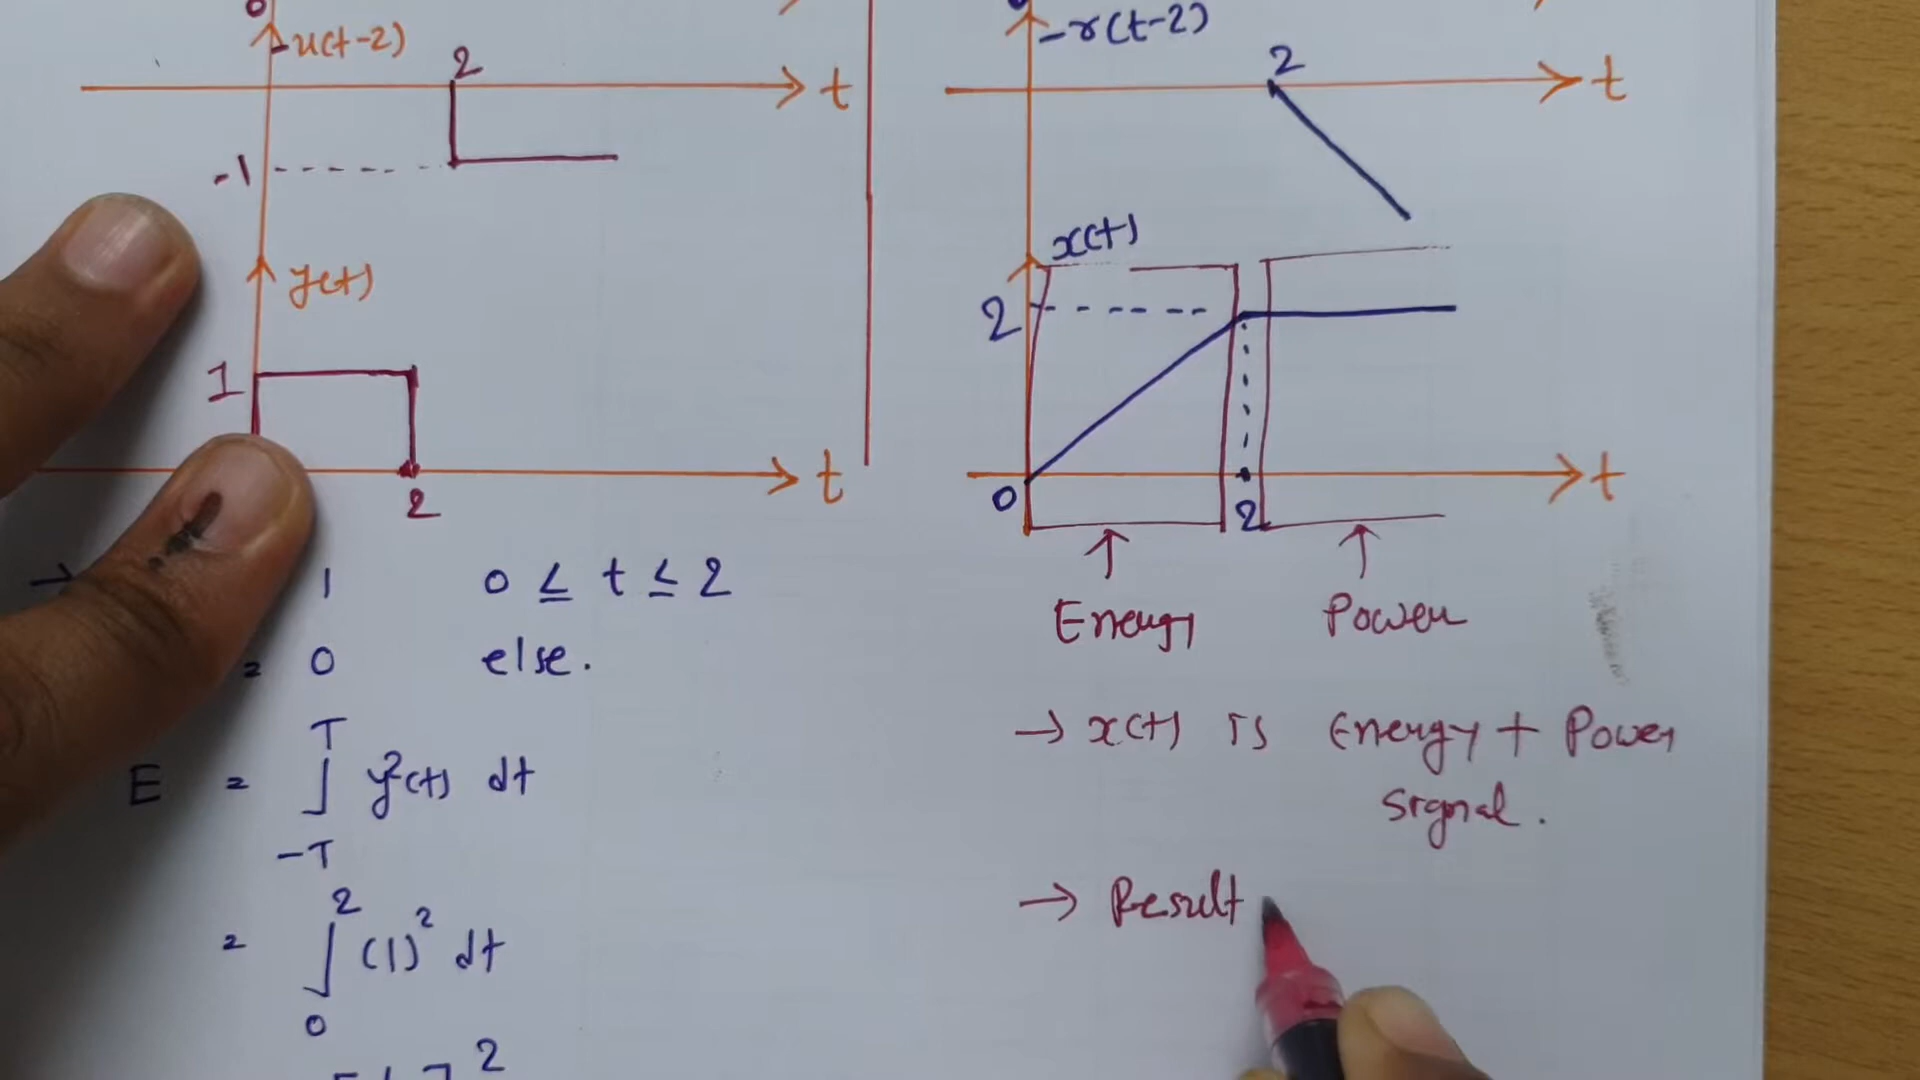 -u(t-2)
2
t
-1
y(t)
1
t
2
1 0 ≤ t ≤ 2
= 0 else.
T
E = ∫ y²(t) dt
-T
2
= ∫ (1)² dt
0
2
-r(t-2)
2
t
x(t)
2
t
0
2
↑ ↑
Energy Power
→ x(t) is Energy + Power
Signal.
→ Result